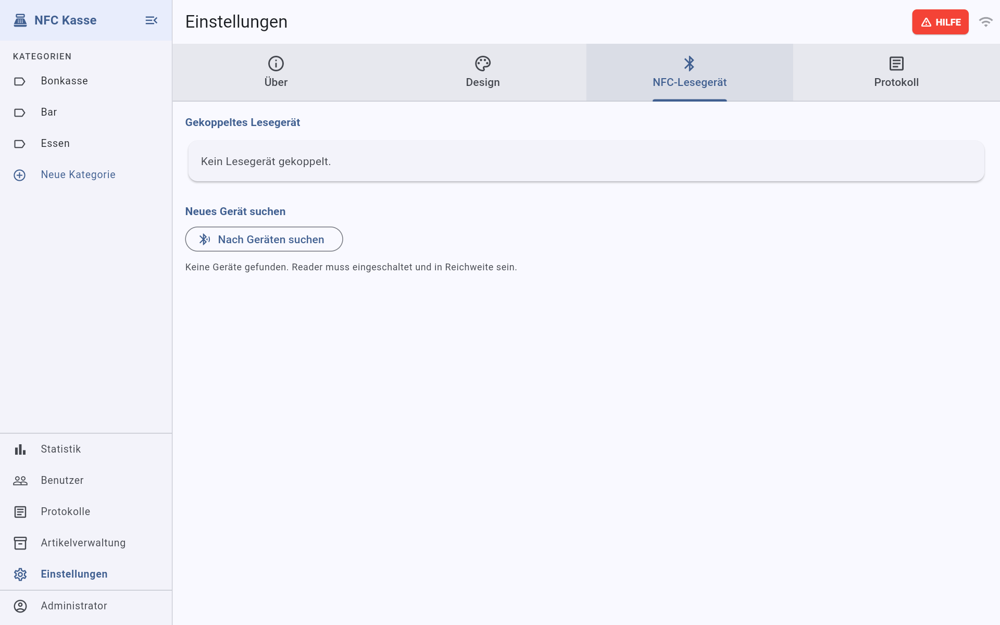 NFC Kasse
KATEGORIEN
Bonkasse
Bar
Essen
Neue Kategorie
Statistik
Benutzer
Protokolle
Artikelverwaltung
Einstellungen
Administrator
Einstellungen
HILFE
Über
Design
NFC-Lesegerät
Protokoll
Gekoppeltes Lesegerät
Kein Lesegerät gekoppelt.
Neues Gerät suchen
Nach Geräten suchen
Keine Geräte gefunden. Reader muss eingeschaltet und in Reichweite sein.